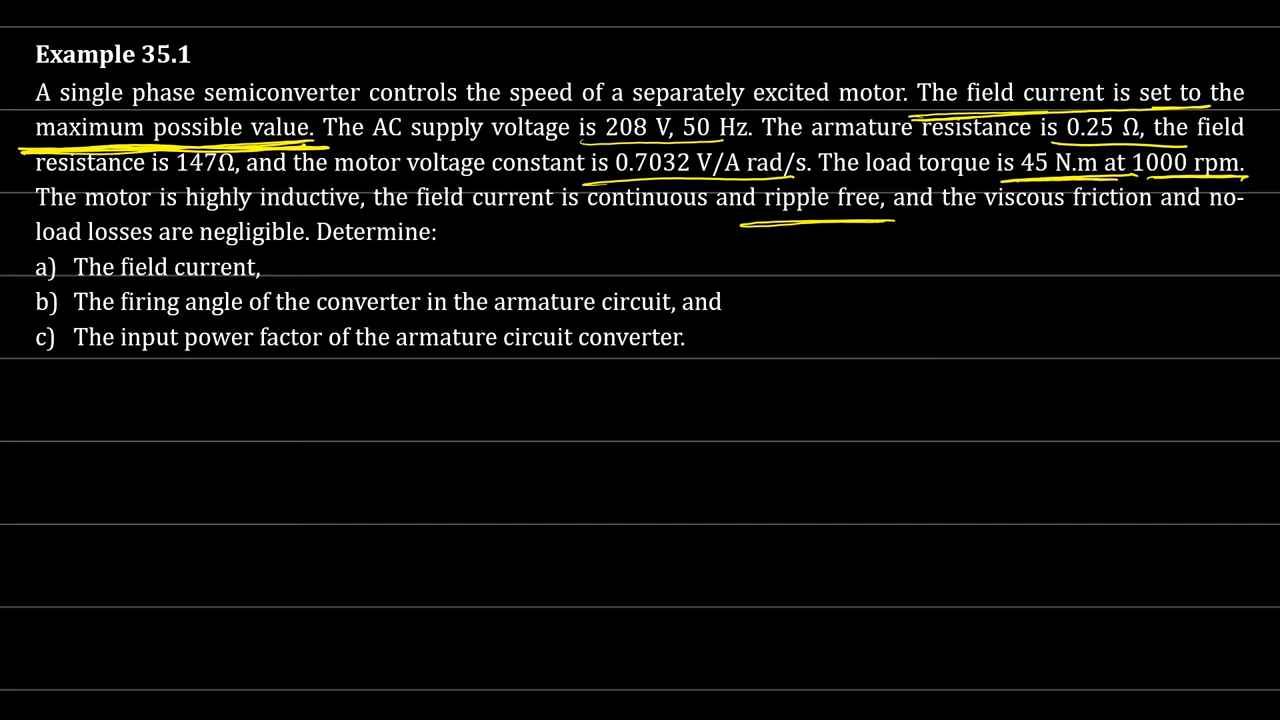 Example 35.1
A single phase semiconverter controls the speed of a separately excited motor. The field current is set to the
maximum possible value. The AC supply voltage is 208 V, 50 Hz. The armature resistance is 0.25 Ω, the field
resistance is 147Ω, and the motor voltage constant is 0.7032 V/A rad/s. The load torque is 45 N.m at 1000 rpm.
The motor is highly inductive, the field current is continuous and ripple free, and the viscous friction and no-
load losses are negligible. Determine:
a) The field current,
b) The firing angle of the converter in the armature circuit, and
c) The input power factor of the armature circuit converter.